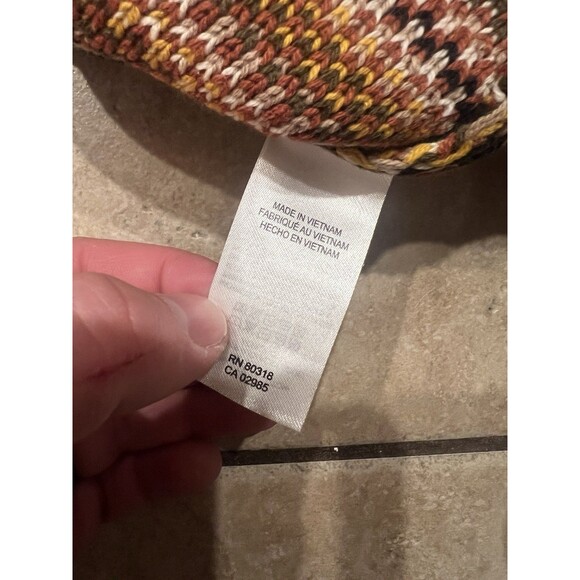 MADE IN VIETNAM
FABRIQUÉ AU VIETNAM
HECHO EN VIETNAM
RN 80318
CA 02985